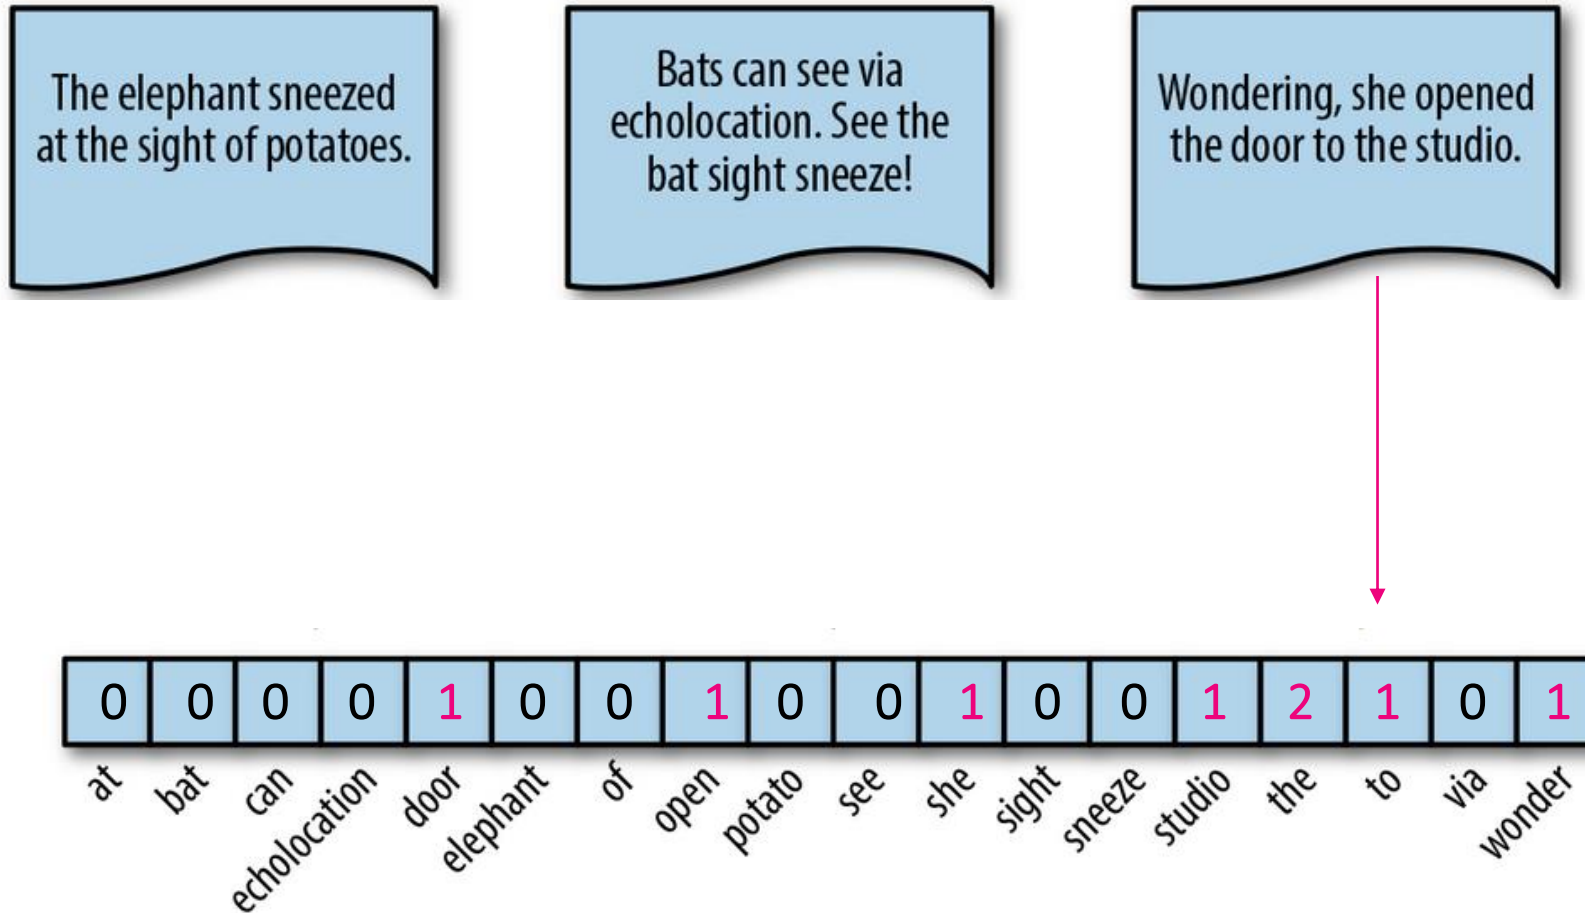 The elephant sneezed
at the sight of potatoes.
Bats can see via
echolocation. See the
bat sight sneeze!
Wondering, she opened
the door to the studio.
0 0 0 0 1 0 0 1 0 0 1 0 0 1 2 1 0 1
at bat can echolocation door elephant of open potato see she sight sneeze studio the to via wonder